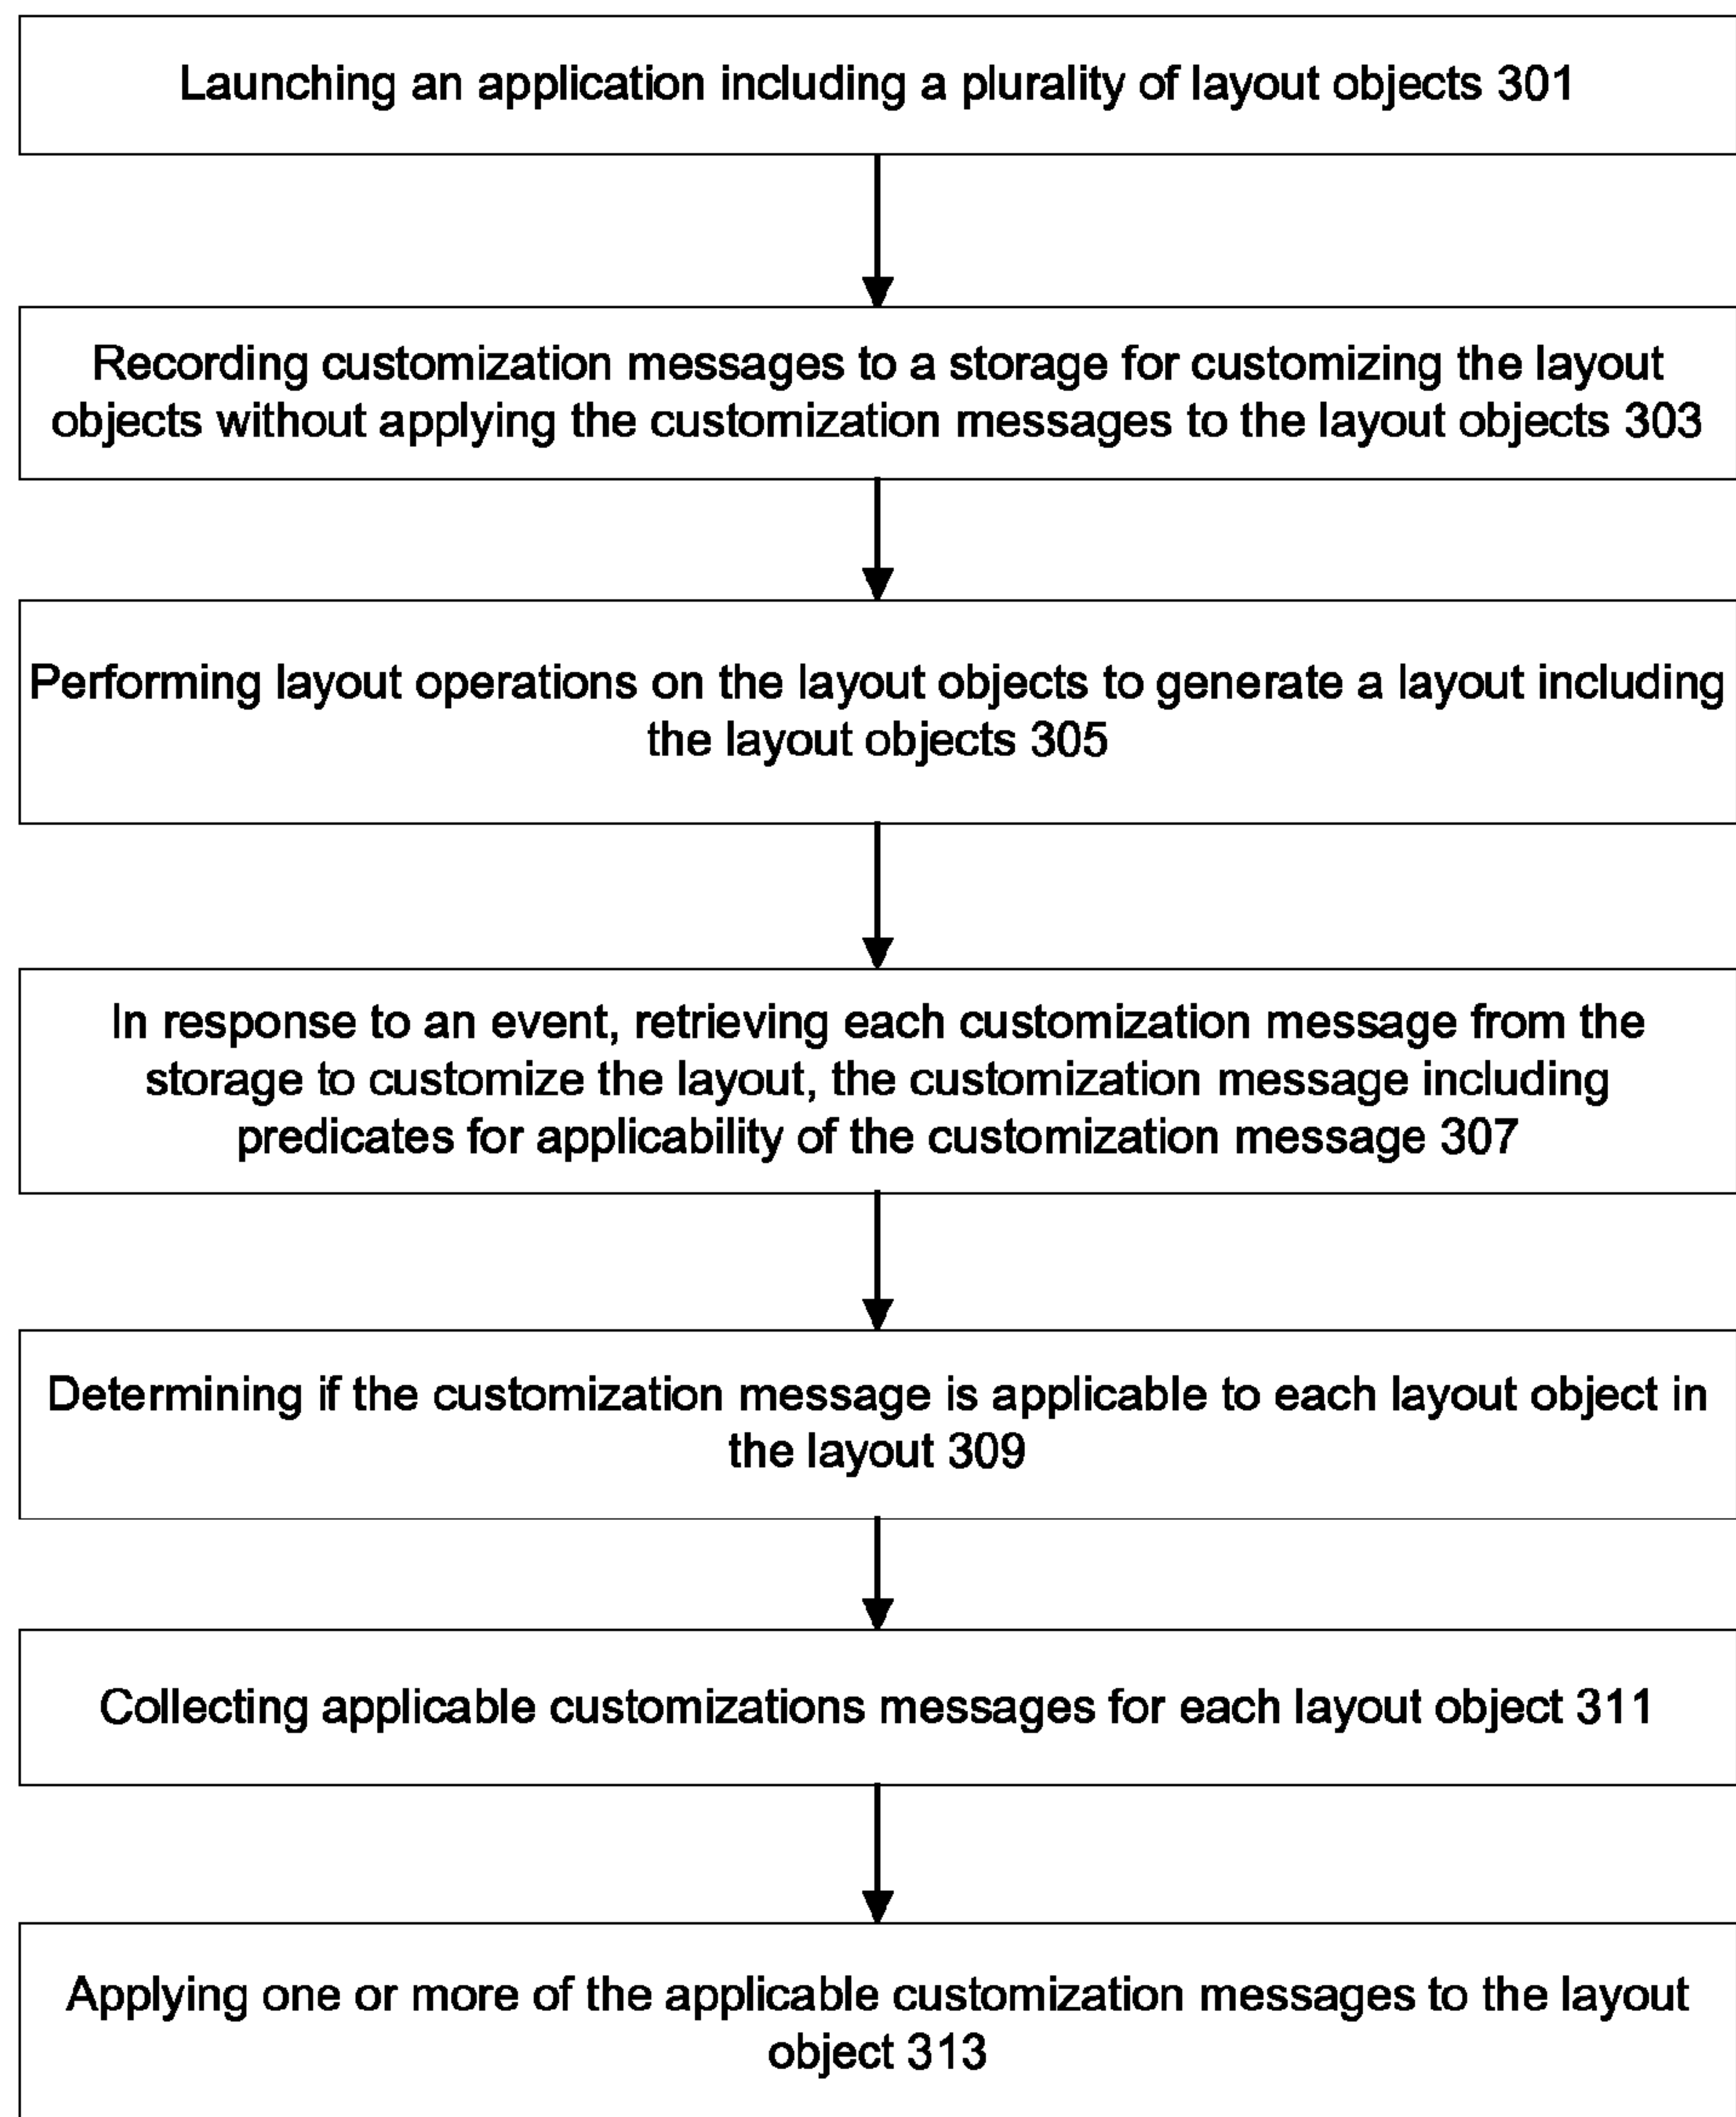 Launching an application including a plurality of layout objects 301
Recording customization messages to a storage for customizing the layout
objects without applying the customization messages to the layout objects 303
Performing layout operations on the layout objects to generate a layout including
the layout objects 305
In response to an event, retrieving each customization message from the
storage to customize the layout, the customization message including
predicates for applicability of the customization message 307
Determining if the customization message is applicable to each layout object in
the layout 309
Collecting applicable customizations messages for each layout object 311
Applying one or more of the applicable customization messages to the layout
object 313